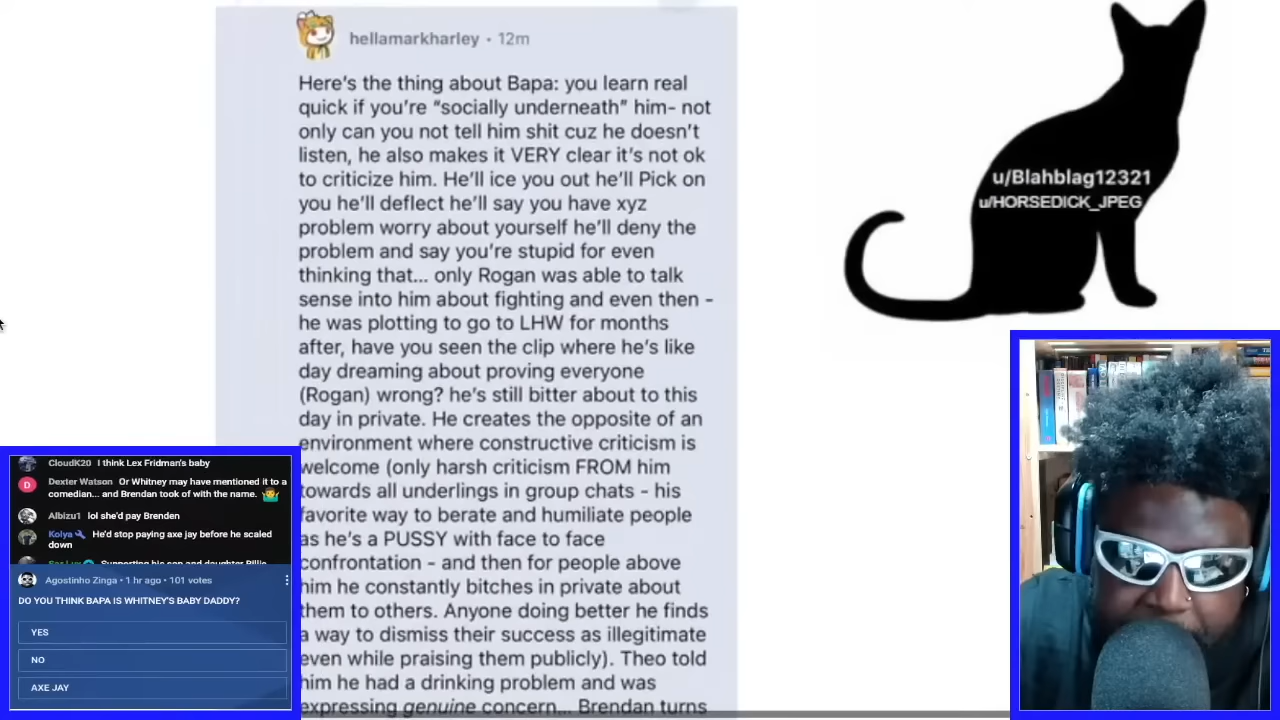 hellamarkharley • 12m
Here's the thing about Bapa: you learn real
quick if you're “socially underneath” him- not
only can you not tell him shit cuz he doesn't
listen, he also makes it VERY clear it's not ok
to criticize him. He'll ice you out he'll Pick on
you he'll deflect he'll say you have xyz
problem worry about yourself he'll deny the
problem and say you're stupid for even
thinking that... only Rogan was able to talk
sense into him about fighting and even then -
he was plotting to go to LHW for months
after, have you seen the clip where he's like
day dreaming about proving everyone
(Rogan) wrong? he's still bitter about to this
day in private. He creates the opposite of an
environment where constructive criticism is
welcome (only harsh criticism FROM him
towards all underlings in group chats - his
favorite way to berate and humiliate people
as he's a PUSSY with face to face
confrontation - and then for people above
him he constantly bitches in private about
them to others. Anyone doing better he finds
a way to dismiss their success as illegitimate
even while praising them publicly). Theo told
him he had a drinking problem and was
expressing genuine concern... Brendan turns
u/Blahblag12321
u/HORSEDICK_JPEG
CloudK20 I think Lex Fridman's baby
D
Dexter Watson Or Whitney may have mentioned it to a
comedian... and Brendan took of with the name. 🤷‍♂️
Albizu1 lol she'd pay Brenden
Kolya He'd stop paying axe jay before he scaled
down
Supporting his son and daughter Billie
Agostinho Zinga • 1 hr ago • 101 votes
DO YOU THINK BAPA IS WHITNEY'S BABY DADDY?
YES
NO
AXE JAY